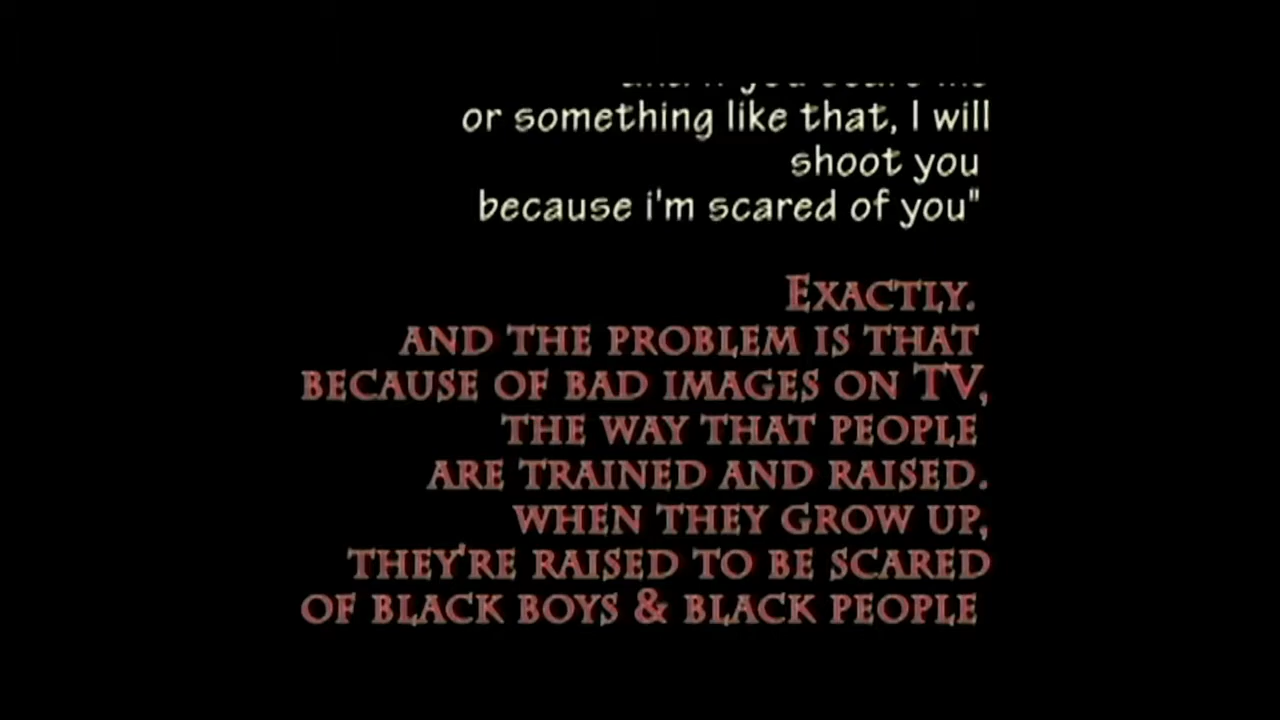 or something like that, I will
shoot you
because i'm scared of you"
EXACTLY.
AND THE PROBLEM IS THAT
BECAUSE OF BAD IMAGES ON TV,
THE WAY THAT PEOPLE
ARE TRAINED AND RAISED.
WHEN THEY GROW UP,
THEY'RE RAISED TO BE SCARED
OF BLACK BOYS & BLACK PEOPLE